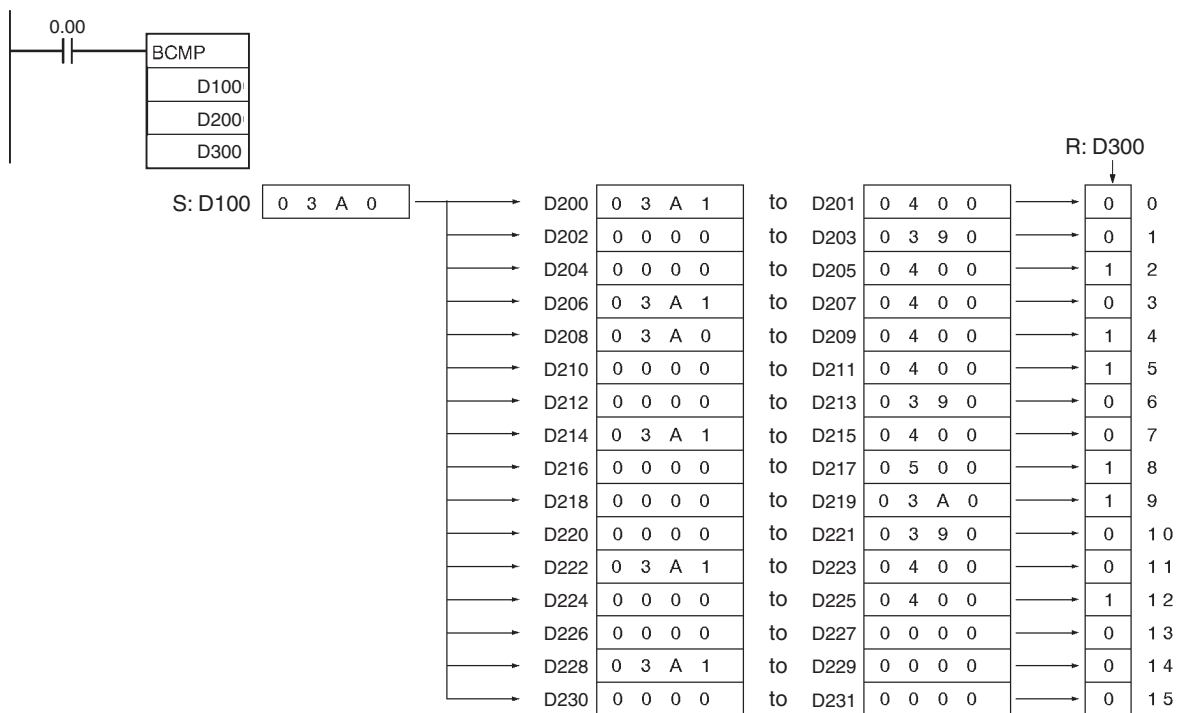 0.00
BCMP
D100
D200
D300
R: D300
S: D100 0 3 A 0
D200 0 3 A 1 to D201 0 4 0 0 0 0
D202 0 0 0 0 to D203 0 3 9 0 0 1
D204 0 0 0 0 to D205 0 4 0 0 1 2
D206 0 3 A 1 to D207 0 4 0 0 0 3
D208 0 3 A 0 to D209 0 4 0 0 1 4
D210 0 0 0 0 to D211 0 4 0 0 1 5
D212 0 0 0 0 to D213 0 3 9 0 0 6
D214 0 3 A 1 to D215 0 4 0 0 0 7
D216 0 0 0 0 to D217 0 5 0 0 1 8
D218 0 0 0 0 to D219 0 3 A 0 1 9
D220 0 0 0 0 to D221 0 3 9 0 0 10
D222 0 3 A 1 to D223 0 4 0 0 0 11
D224 0 0 0 0 to D225 0 4 0 0 1 12
D226 0 0 0 0 to D227 0 0 0 0 0 13
D228 0 3 A 1 to D229 0 0 0 0 0 14
D230 0 0 0 0 to D231 0 0 0 0 0 15